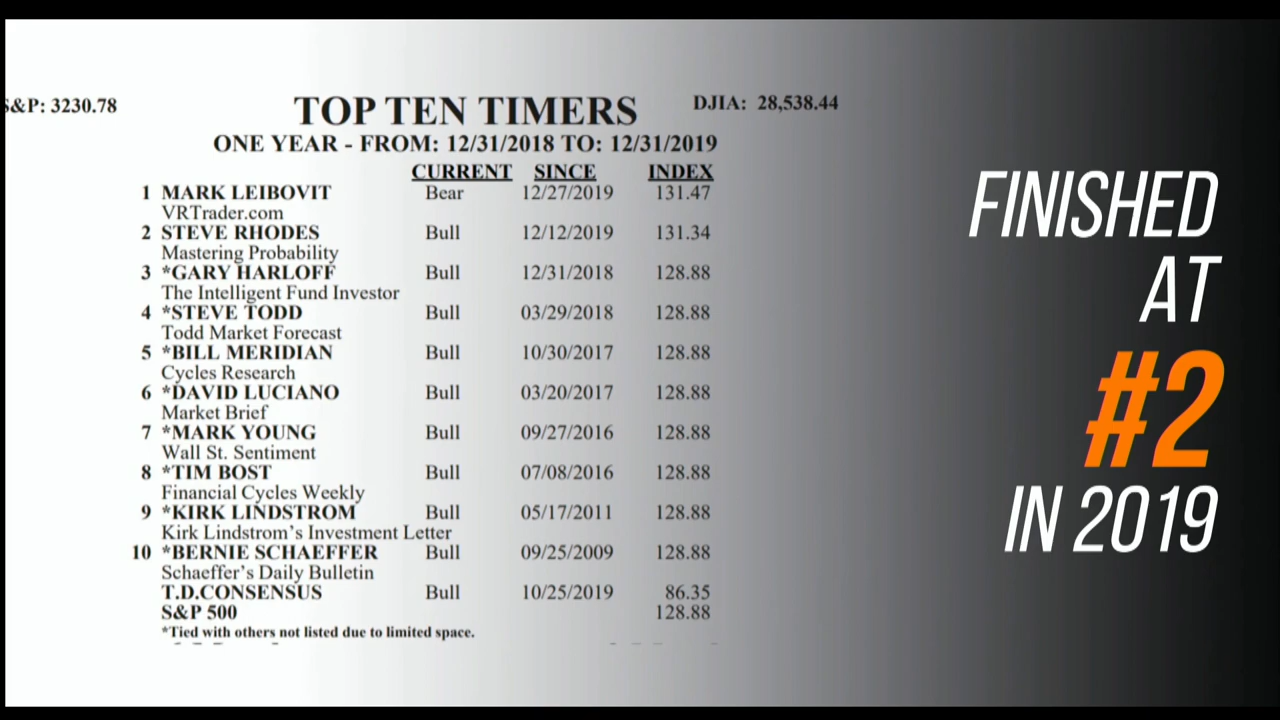 S&P: 3230.78
TOP TEN TIMERS
DJIA: 28,538.44
ONE YEAR - FROM: 12/31/2018 TO: 12/31/2019
CURRENT SINCE INDEX
1 MARK LEIBOVIT Bear 12/27/2019 131.47
VRTrader.com
2 STEVE RHODES Bull 12/12/2019 131.34
Mastering Probability
3 *GARY HARLOFF Bull 12/31/2018 128.88
The Intelligent Fund Investor
4 *STEVE TODD Bull 03/29/2018 128.88
Todd Market Forecast
5 *BILL MERIDIAN Bull 10/30/2017 128.88
Cycles Research
6 *DAVID LUCIANO Bull 03/20/2017 128.88
Market Brief
7 *MARK YOUNG Bull 09/27/2016 128.88
Wall St. Sentiment
8 *TIM BOST Bull 07/08/2016 128.88
Financial Cycles Weekly
9 *KIRK LINDSTROM Bull 05/17/2011 128.88
Kirk Lindstrom's Investment Letter
10 *BERNIE SCHAEFFER Bull 09/25/2009 128.88
Schaeffer's Daily Bulletin
T.D.CONSENSUS Bull 10/25/2019 86.35
S&P 500 128.88
*Tied with others not listed due to limited space.
FINISHED
AT
#2
IN 2019